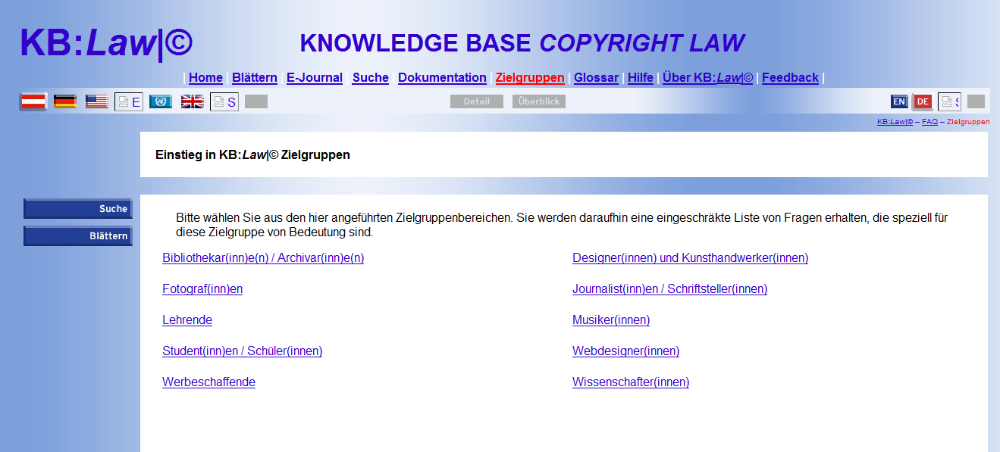 KB:Law|©
KNOWLEDGE BASE COPYRIGHT LAW
| Home | Blättern | E-Journal | Suche | Dokumentation | Zielgruppen | Glossar | Hilfe | Über KB:Law|© | Feedback |
E S Detail Überblick EN DE
KB:Law|© – FAQ – Zielgruppen
Einstieg in KB:Law|© Zielgruppen
Suche
Blättern
Bitte wählen Sie aus den hier angeführten Zielgruppenbereichen. Sie werden daraufhin eine eingeschräkte Liste von Fragen erhalten, die speziell für
diese Zielgruppe von Bedeutung sind.
Bibliothekar(inn)e(n) / Archivar(inn)e(n)
Designer(innen) und Kunsthandwerker(innen)
Fotograf(inn)en
Journalist(inn)en / Schriftsteller(innen)
Lehrende
Musiker(innen)
Student(inn)en / Schüler(innen)
Webdesigner(innen)
Werbeschaffende
Wissenschafter(innen)